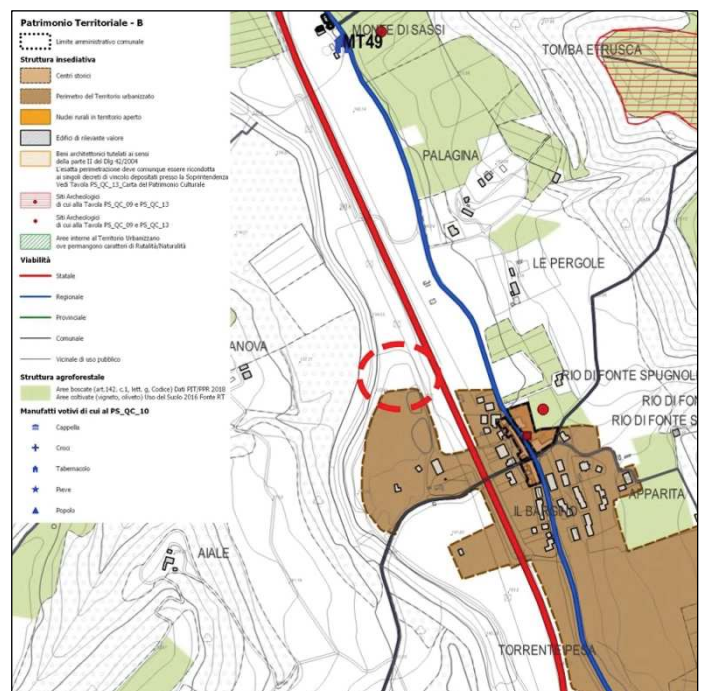 Patrimonio Territoriale - B
Limite amministrativo comunale
Struttura insediativa
Centri storici
Perimetro del Territorio urbanizzato
Nuclei rurali in territorio aperto
Edifici di rilevante valore
Beni architettonici tutelati ai sensi
della parte II del Dlg 42/2004
L'esatta perimetrazione deve comunque essere ricondotta
ai singoli decreti di vincolo depositati presso la Soprintendenza
Vedi Tavola PS_QC_13_Carta del Patrimonio Culturale
Siti Archeologici
di cui alla Tavola PS_QC_09 e PS_QC_13
Siti Archeologici
di cui alla Tavola PS_QC_09 e PS_QC_13
Aree interne al Territorio Urbanizzano
ove permangono caratteri di Rutalità/Naturalità
Viabilità
Statale
Regionale
Provinciale
Comunale
Vicinale di uso pubblico
Struttura agroforestale
Aree boscate (art.142, c.1, lett. g, Codice) Dati PIT/PPR 2018
Aree coltivate (vigneto, oliveto) Uso del Suolo 2016 Fonte RT
Manufatti votivi di cui al PS_QC_10
Cappella
Croci
Tabernacolo
Pieve
Popolo
MONTE DI SASSI
MT49
TOMBA ETRUSCA
PALAGINA
LE PERGOLE
ANOVA
RIO DI FONTE SPUGNOL
RIO DI FON
RIO DI FONTE S
APPARITA
IL BARGINO
AIALE
TORRENTE PESA